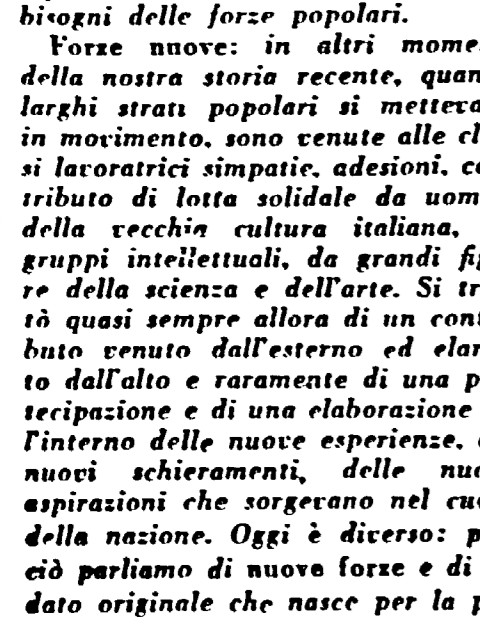 bisogni delle forze popolari.
Forze nuove: in altri mome
della nostra storia recente, quan
larghi strati popolari si metteva
in movimento, sono venute alle cl
si lavoratrici simpatie, adesioni, co
tributo di lotta solidale da uom
della vecchia cultura italiana,
gruppi intellettuali, da grandi fi
re della scienza e dell'arte. Si tr
tò quasi sempre allora di un cont
buto venuto dall'esterno ed elar
to dall'alto e raramente di una p
tecipazione e di una elaborazione
l'interno delle nuove esperienze,
nuovi schieramenti, delle nuo
aspirazioni che sorgevano nel cuo
della nazione. Oggi è diverso: p
ciò parliamo di nuove forze e di
dato originale che nasce per la p